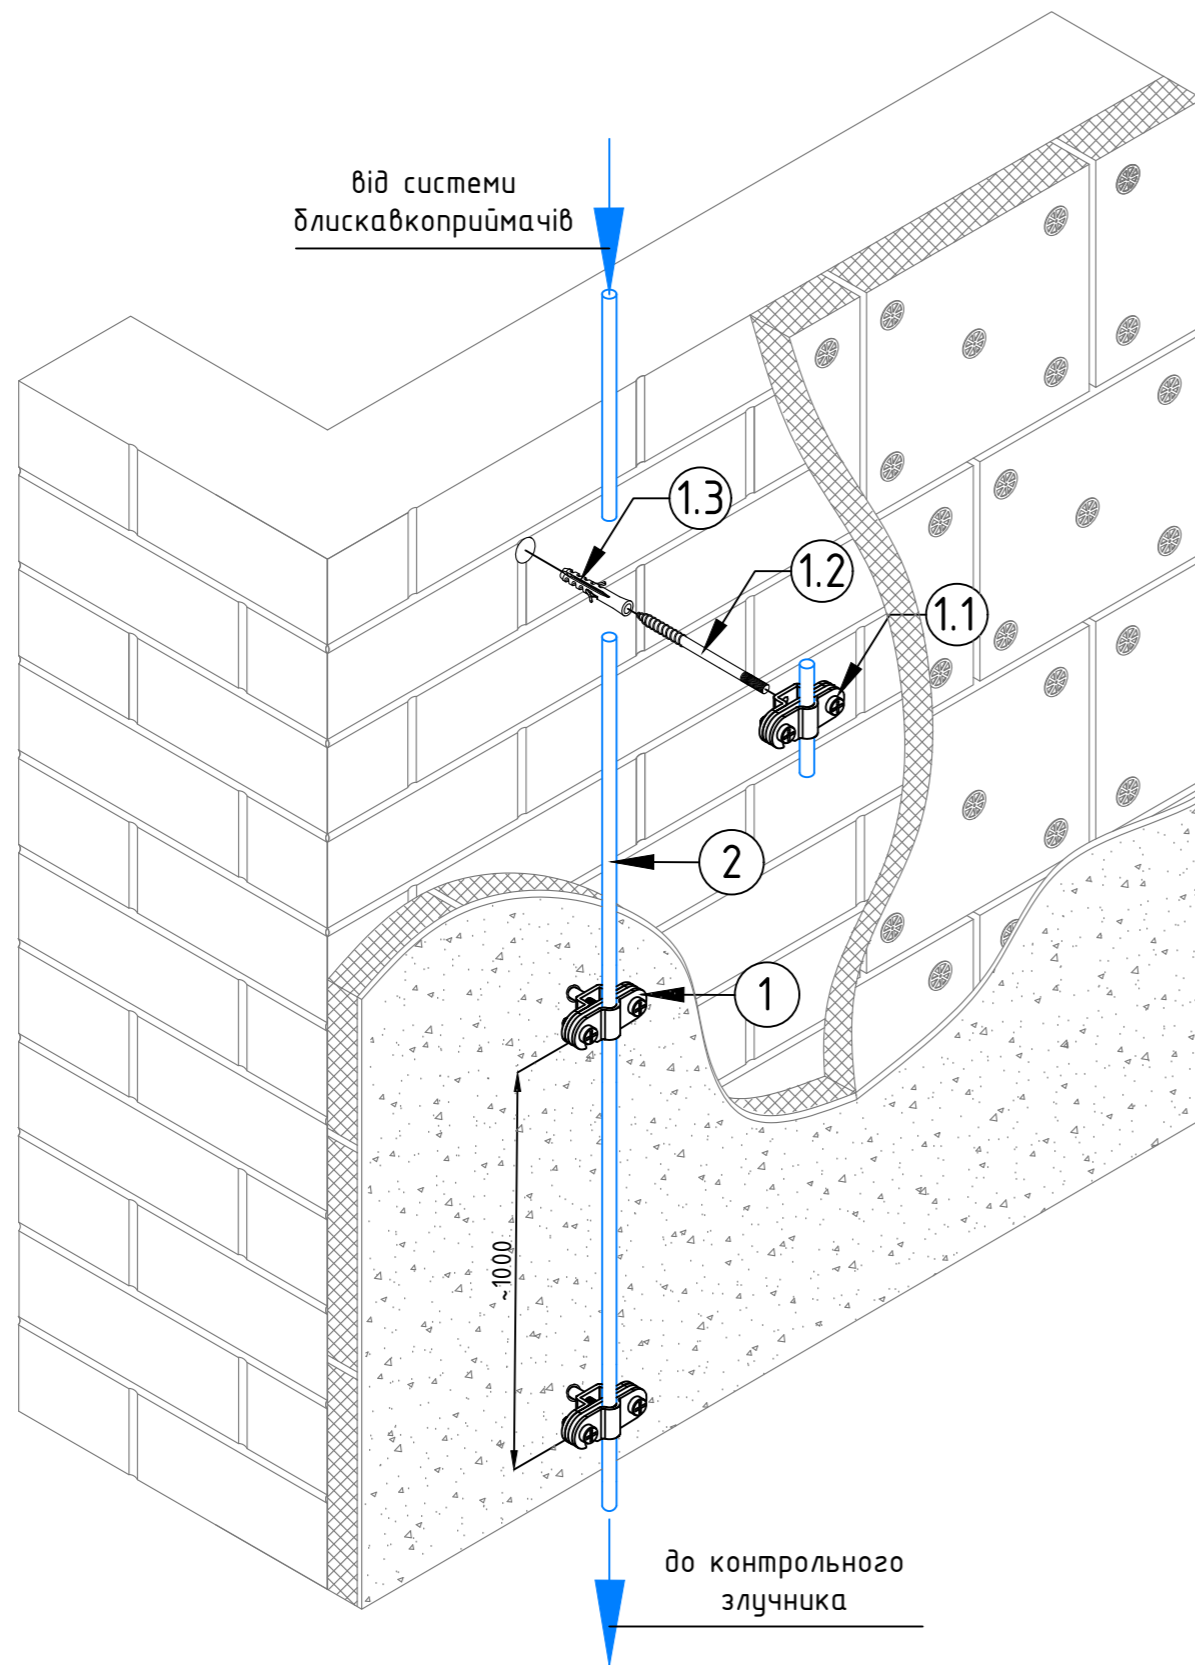 від системи
блискавкоприймачів
1.3
1.2
1.1
2
1
~1000
до контрольного
злучника